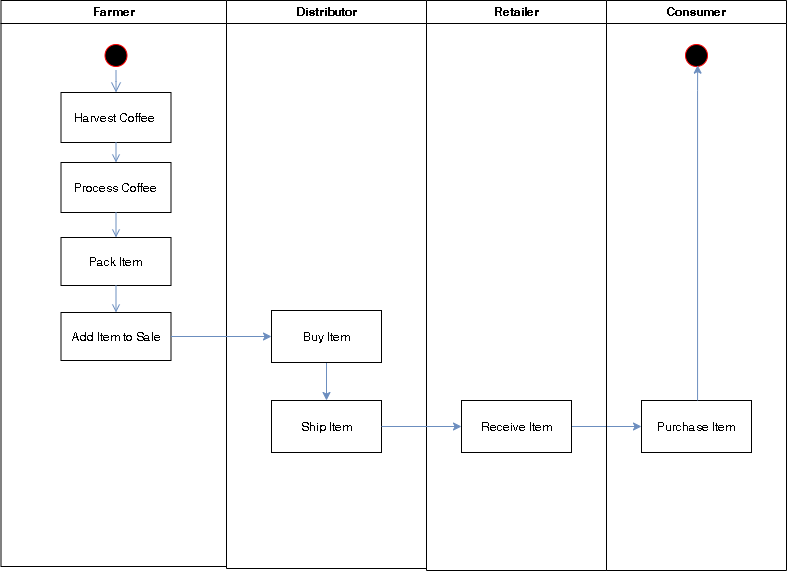 Farmer
Distributor
Retailer
Consumer
Harvest Coffee
Process Coffee
Pack Item
Add Item to Sale
Buy Item
Ship Item
Receive Item
Purchase Item